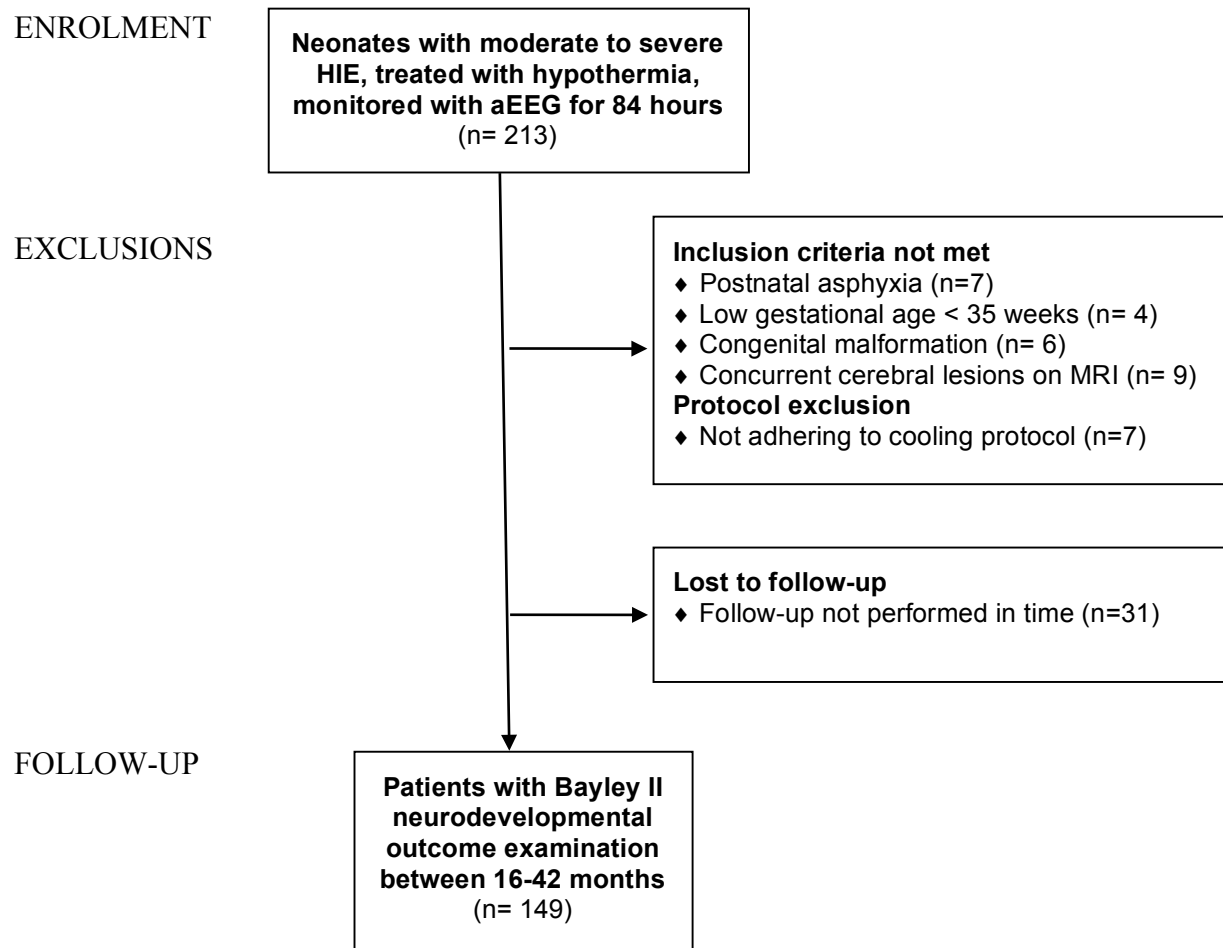 ENROLMENT
Neonates with moderate to severe
HIE, treated with hypothermia,
monitored with aEEG for 84 hours
(n= 213)
EXCLUSIONS
Inclusion criteria not met
♦ Postnatal asphyxia (n=7)
♦ Low gestational age < 35 weeks (n= 4)
♦ Congenital malformation (n= 6)
♦ Concurrent cerebral lesions on MRI (n= 9)
Protocol exclusion
♦ Not adhering to cooling protocol (n=7)
Lost to follow-up
♦ Follow-up not performed in time (n=31)
FOLLOW-UP
Patients with Bayley II
neurodevelopmental
outcome examination
between 16-42 months
(n= 149)